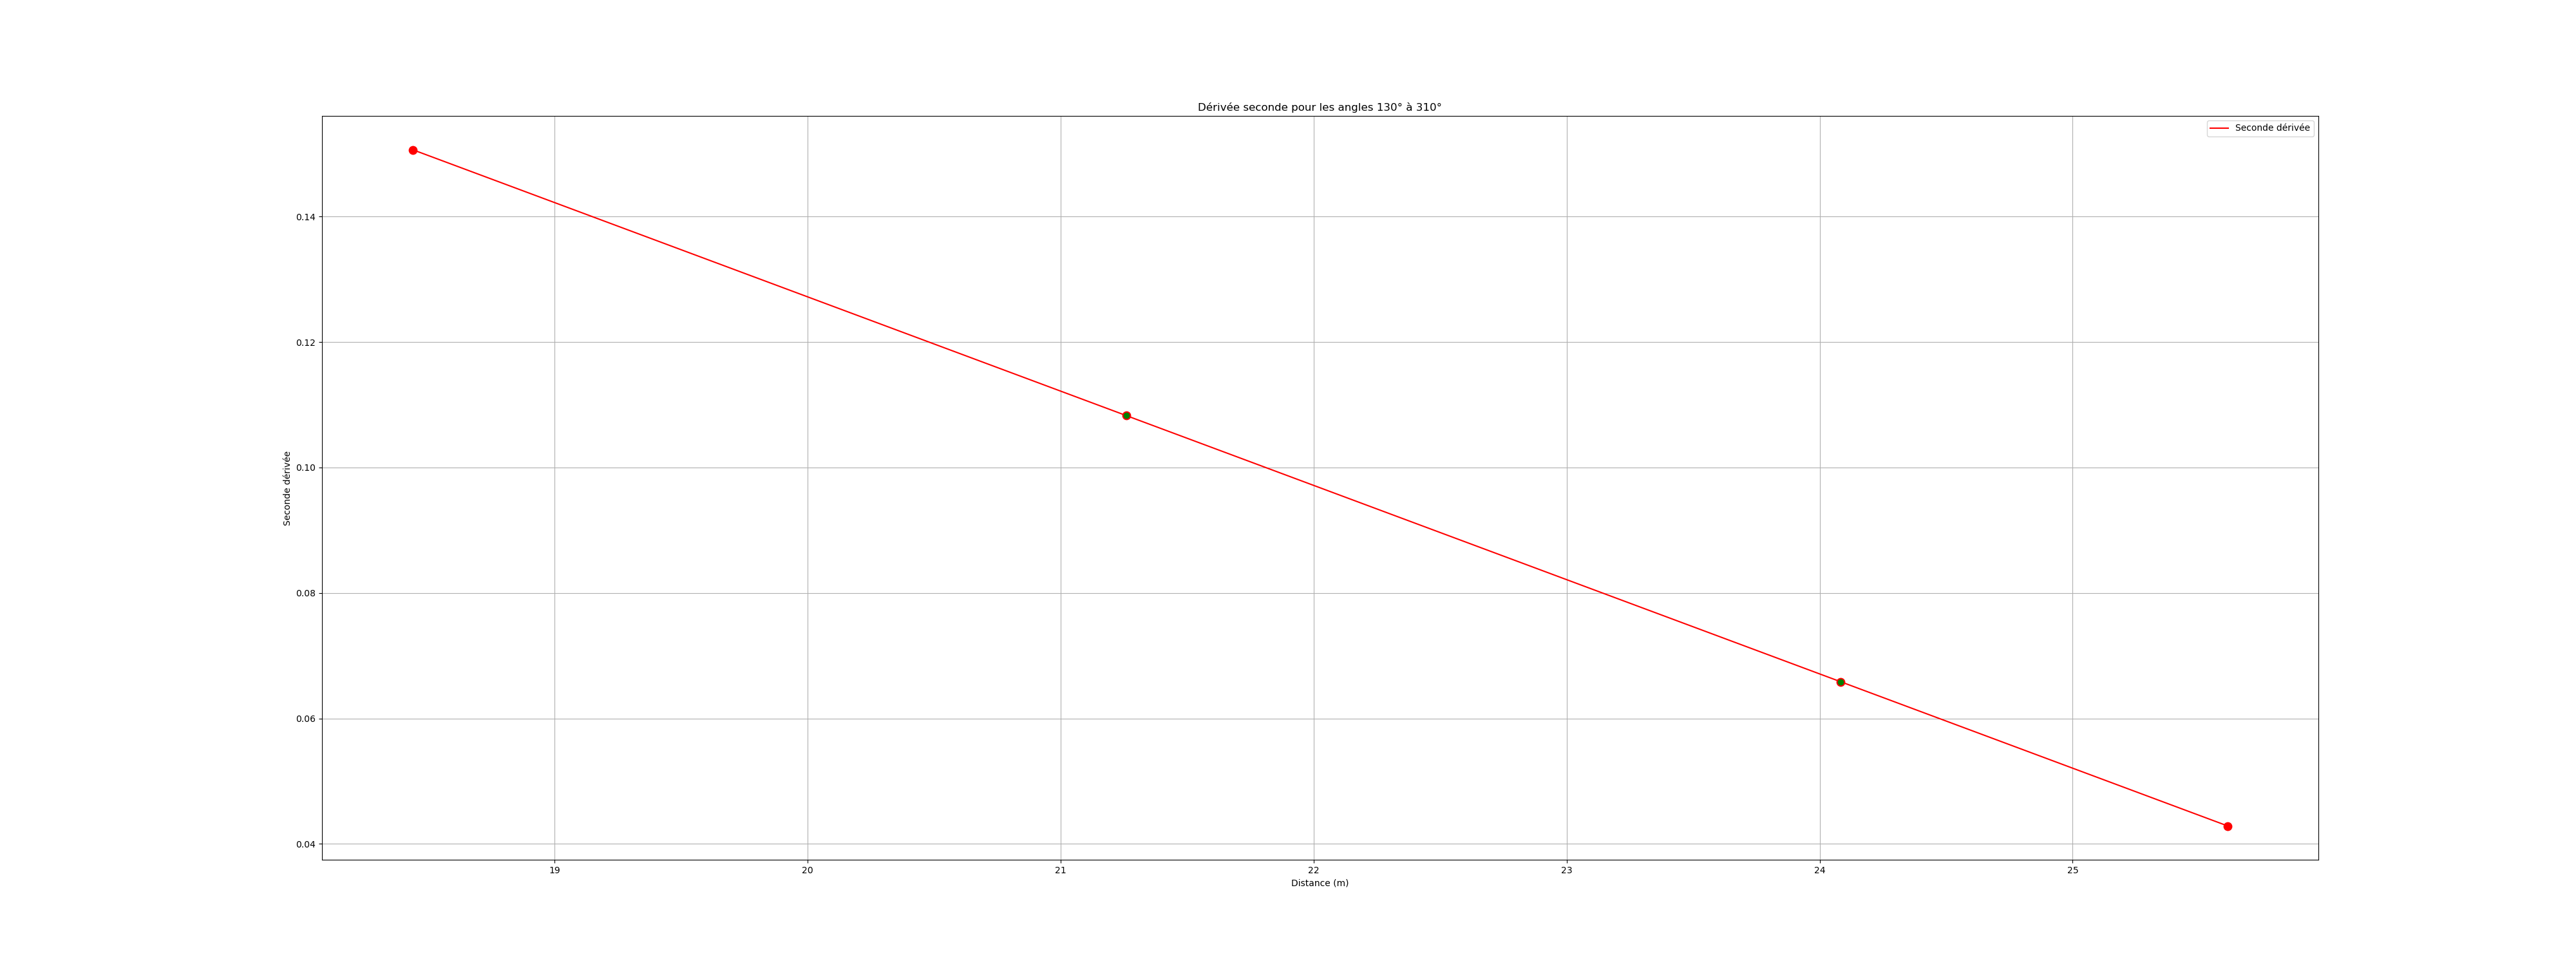 Dérivée seconde pour les angles 130° à 310°
Seconde dérivée
0.14
0.12
0.10
0.08
0.06
0.04
Seconde dérivée
19 20 21 22 23 24 25
Distance (m)